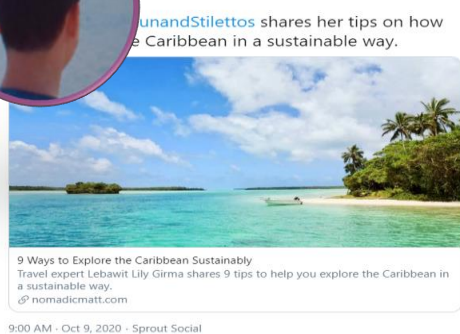 unandStilettos shares her tips on how
e Caribbean in a sustainable way.
9 Ways to Explore the Caribbean Sustainably
Travel expert Lebawit Lily Girma shares 9 tips to help you explore the Caribbean in
a sustainable way.
nomadicmatt.com
9:00 AM · Oct 9, 2020 · Sprout Social